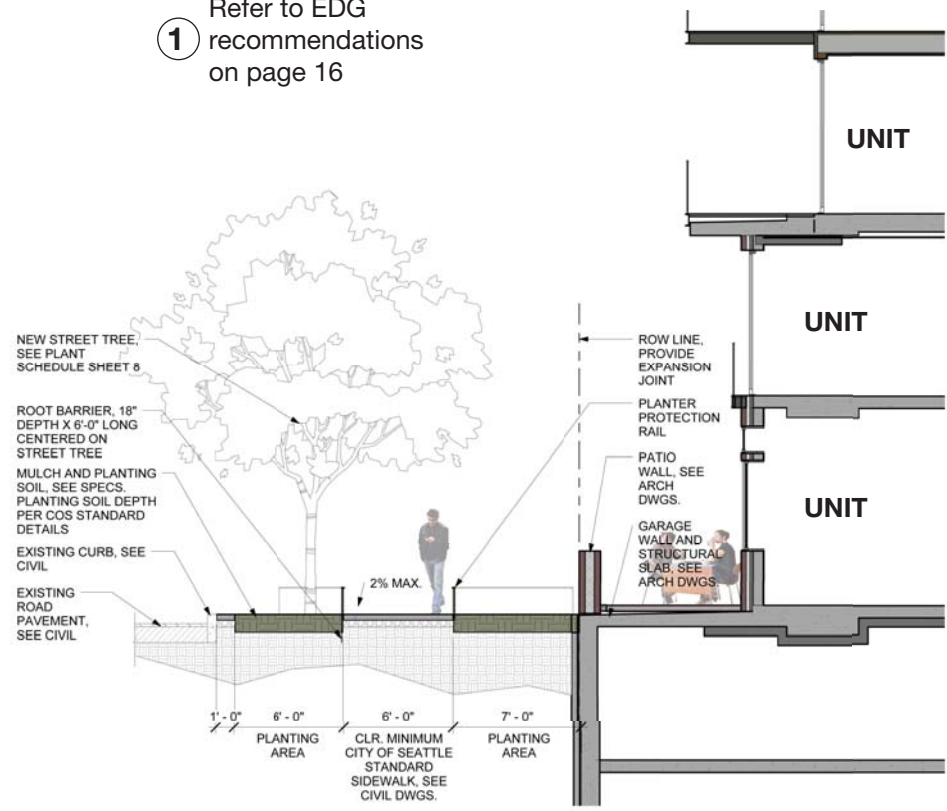 Refer to EDG
1 recommendations
on page 16
UNIT
UNIT
UNIT
NEW STREET TREE,
SEE PLANT
SCHEDULE SHEET 8
ROOT BARRIER, 18"
DEPTH X 6'-0" LONG
CENTERED ON
STREET TREE
MULCH AND PLANTING
SOIL, SEE SPECS.
PLANTING SOIL DEPTH
PER COS STANDARD
DETAILS
EXISTING CURB, SEE
CIVIL
EXISTING
ROAD
PAVEMENT,
SEE CIVIL
2% MAX.
ROW LINE,
PROVIDE
EXPANSION
JOINT
PLANTER
PROTECTION
RAIL
PATIO
WALL, SEE
ARCH
DWGS.
GARAGE
WALL AND
STRUCTURAL
SLAB, SEE
ARCH DWGS.
1' - 0"
6' - 0"
PLANTING
AREA
6' - 0"
CLR. MINIMUM
CITY OF SEATTLE
STANDARD
SIDEWALK, SEE
CIVIL DWGS.
7' - 0"
PLANTING
AREA